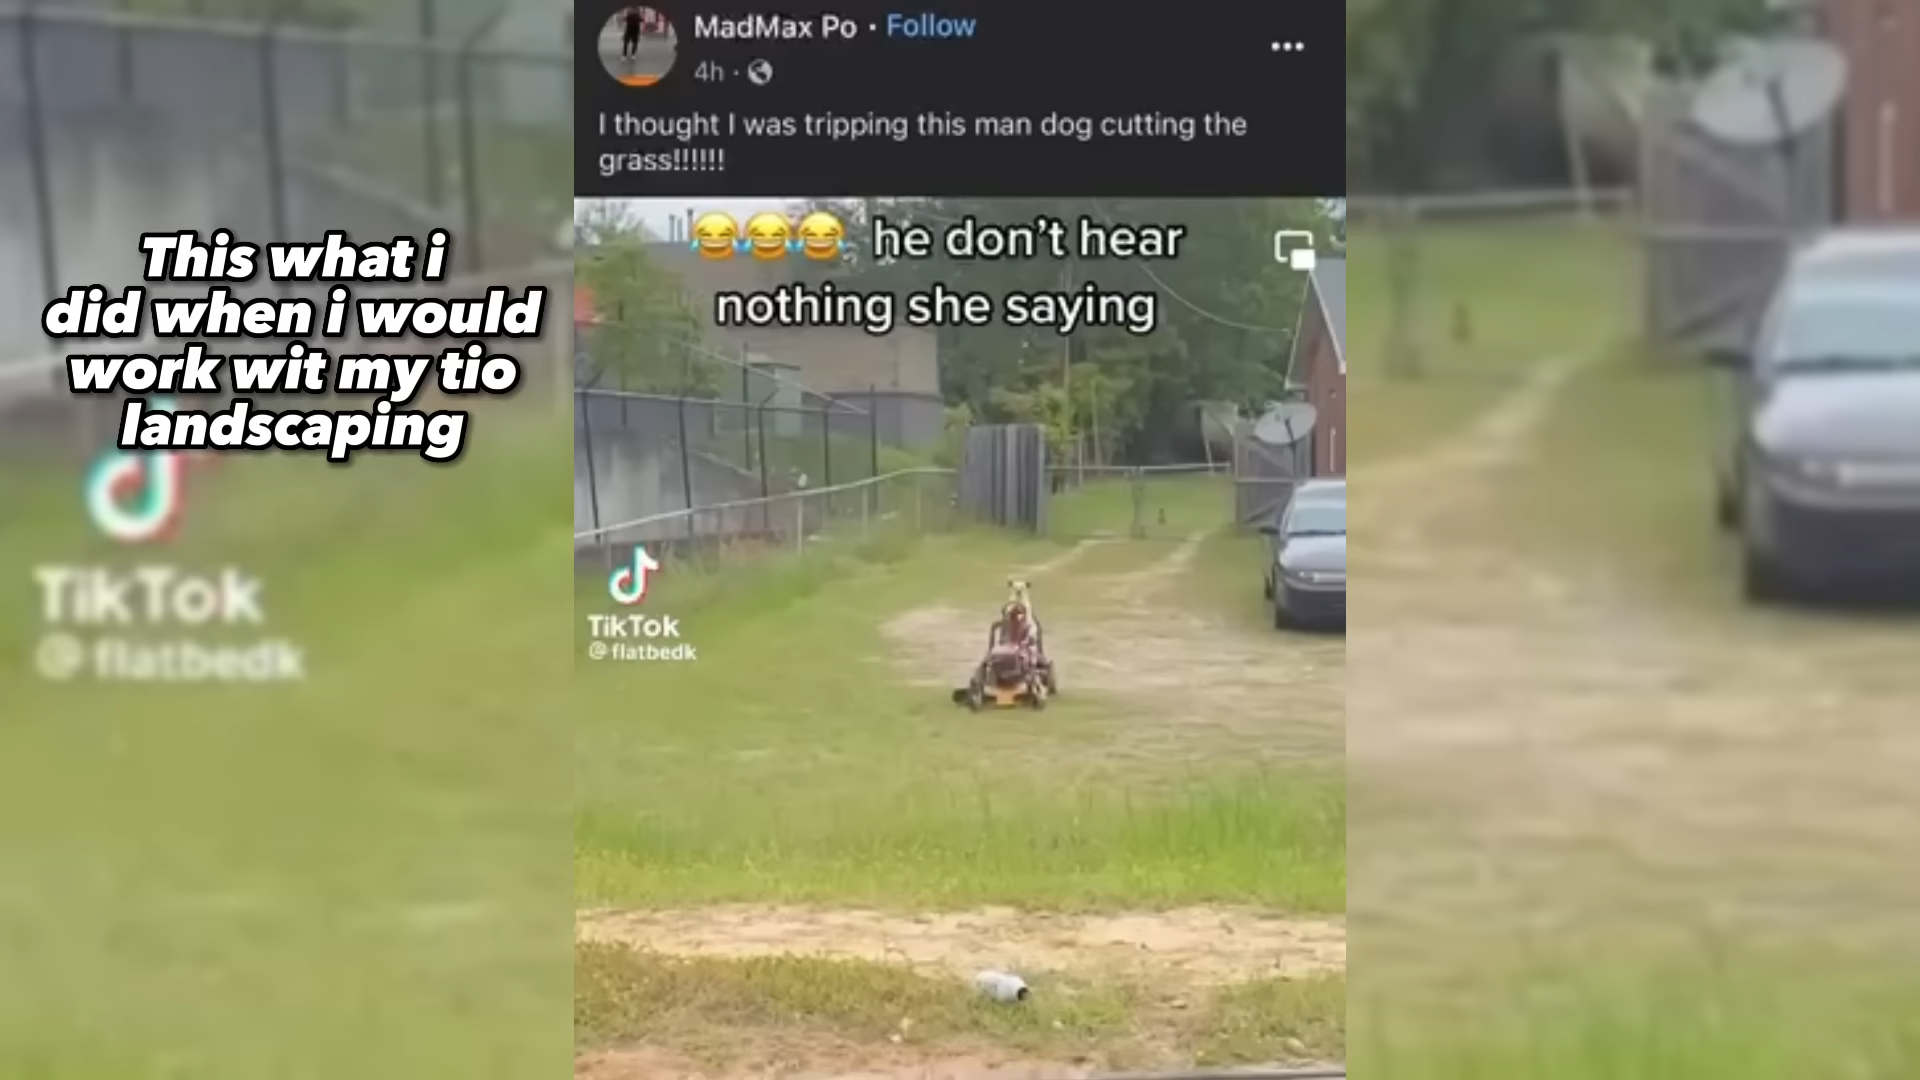 MadMax Po · Follow
4h ·
I thought I was tripping this man dog cutting the
grass!!!!!!
😂😂😂 he don't hear
nothing she saying
This what i
did when i would
work wit my tio
landscaping
TikTok
@flatbedk
TikTok
@flatbedk